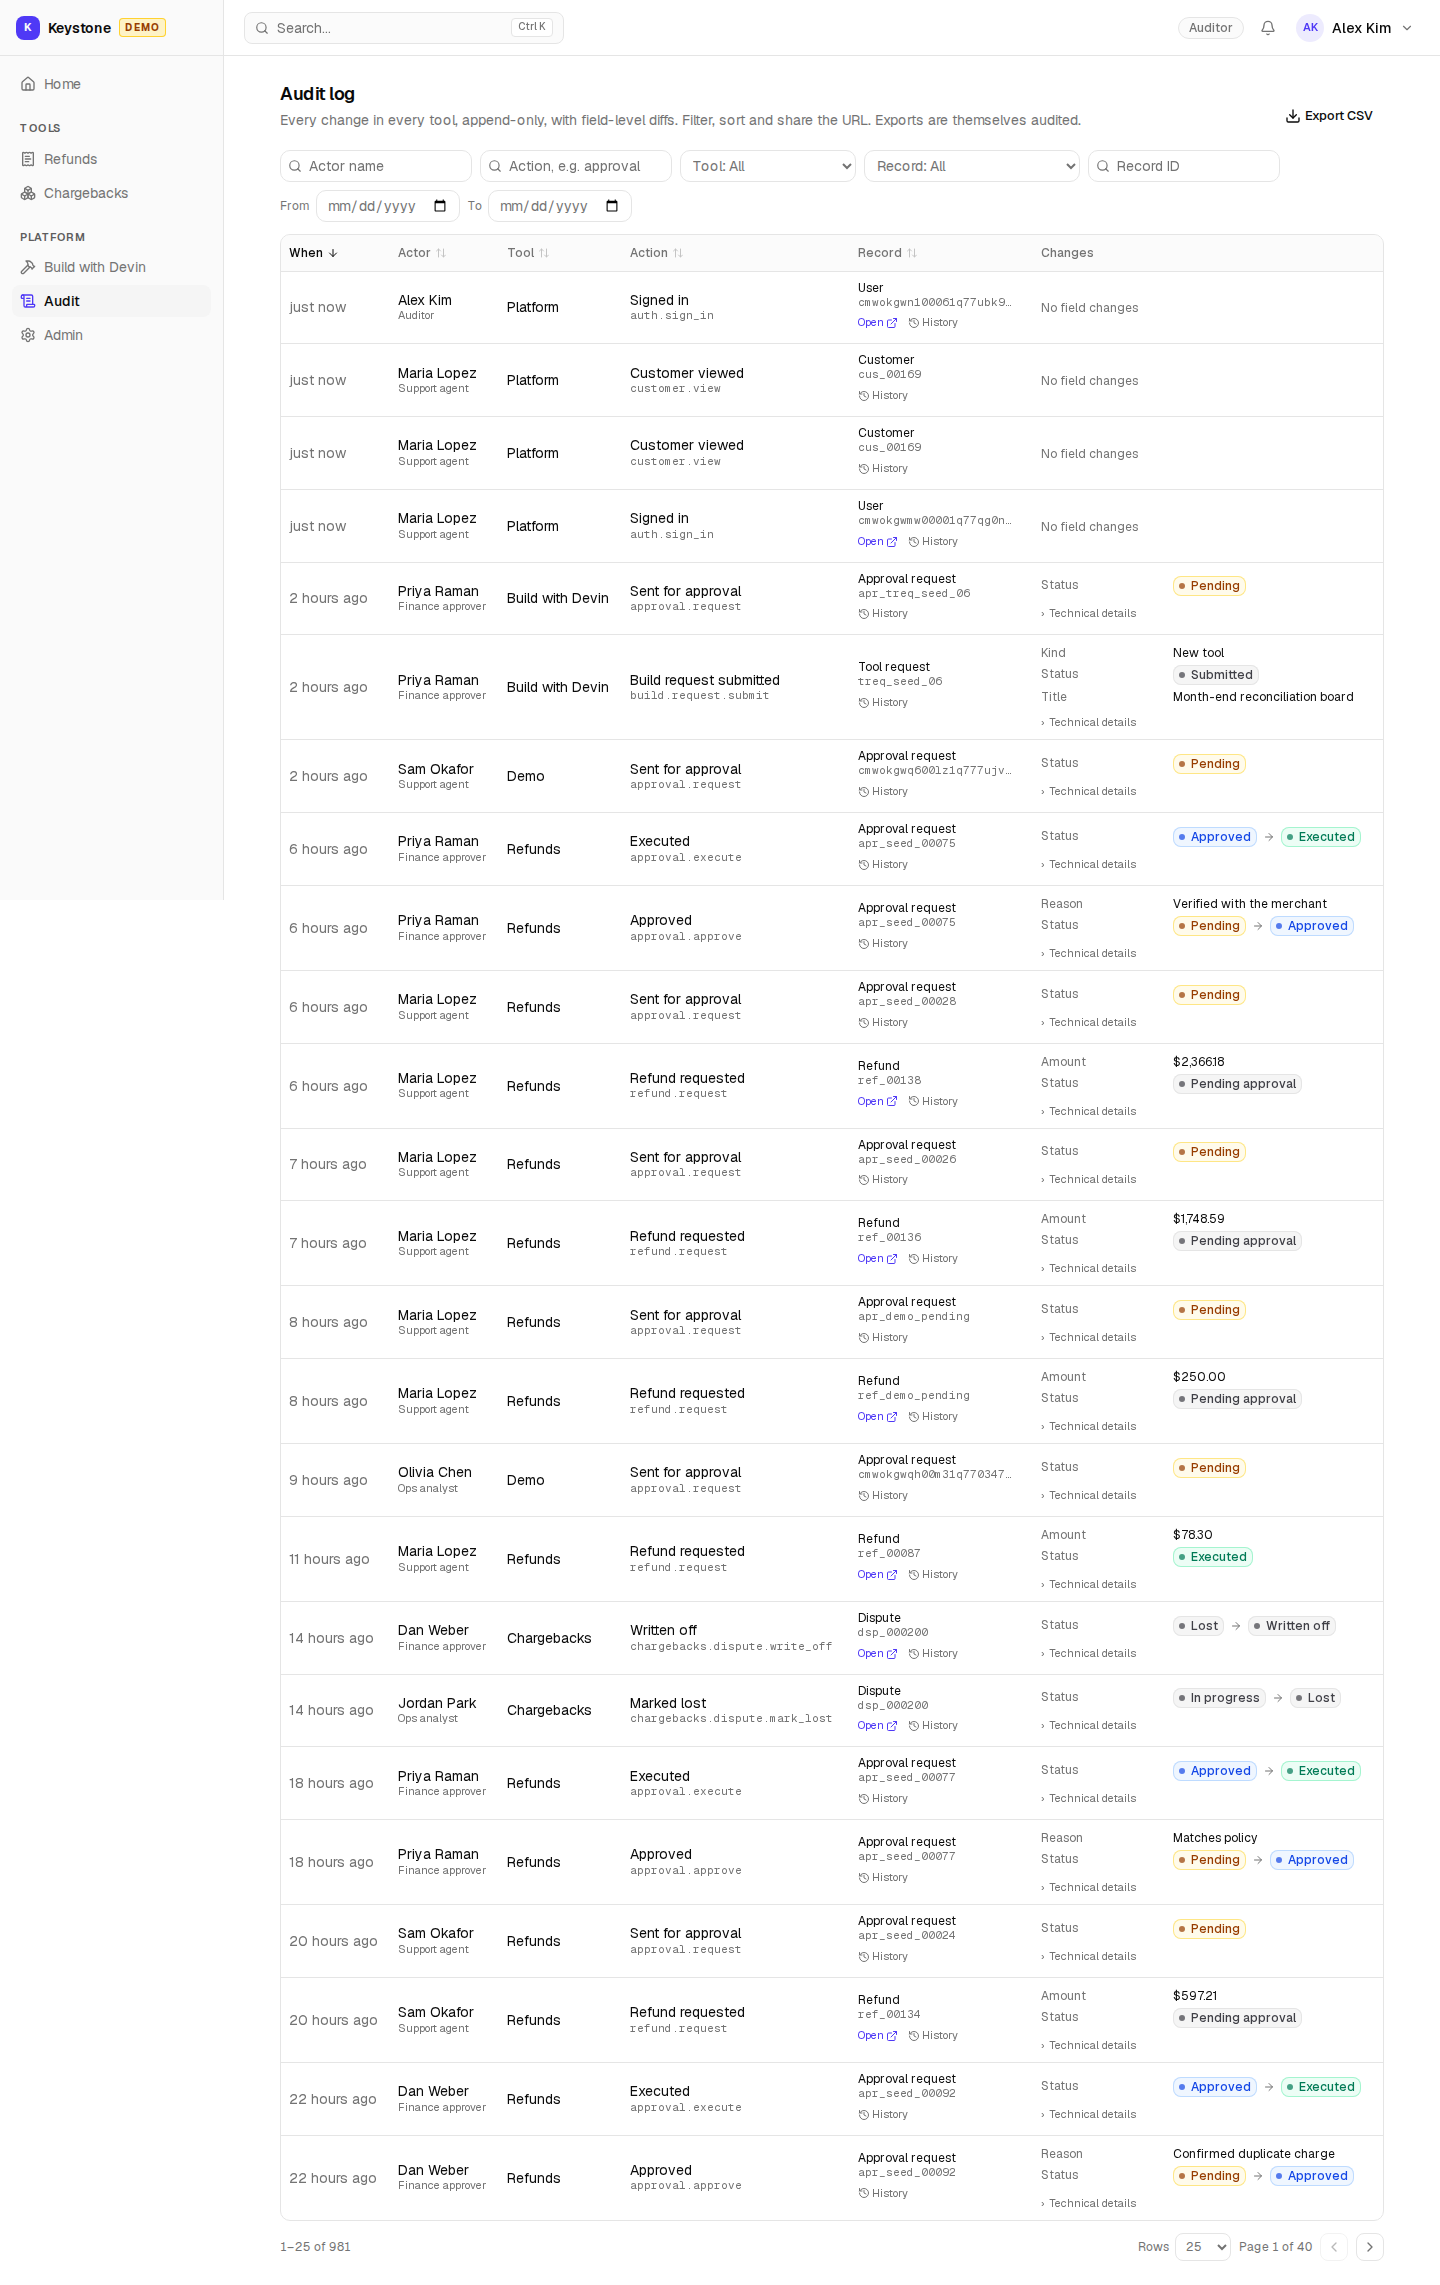 K Keystone DEMO
Search... Ctrl K
Auditor
AK Alex Kim
Home
TOOLS
Refunds
Chargebacks
PLATFORM
Build with Devin
Audit
Admin
Audit log
Every change in every tool, append-only, with field-level diffs. Filter, sort and share the URL. Exports are themselves audited.
Export CSV
Actor name
Action, e.g. approval
Tool: All
Record: All
Record ID
From mm/dd/yyyy To mm/dd/yyyy
When Actor Tool Action Record Changes
just now Alex Kim Auditor Platform Signed in auth.sign_in User cmwokgwn100061q77ubk9… Open History No field changes
just now Maria Lopez Support agent Platform Customer viewed customer.view Customer cus_00169 History No field changes
just now Maria Lopez Support agent Platform Customer viewed customer.view Customer cus_00169 History No field changes
just now Maria Lopez Support agent Platform Signed in auth.sign_in User cmwokgwmw00001q77qg0n… Open History No field changes
2 hours ago Priya Raman Finance approver Build with Devin Sent for approval approval.request Approval request apr_treq_seed_06 History Status Pending › Technical details
2 hours ago Priya Raman Finance approver Build with Devin Build request submitted build.request.submit Tool request treq_seed_06 History Kind New tool Status Submitted Title Month-end reconciliation board › Technical details
2 hours ago Sam Okafor Support agent Demo Sent for approval approval.request Approval request cmwokgwq600lz1q777ujv… History Status Pending › Technical details
6 hours ago Priya Raman Finance approver Refunds Executed approval.execute Approval request apr_seed_00075 History Status Approved → Executed › Technical details
6 hours ago Priya Raman Finance approver Refunds Approved approval.approve Approval request apr_seed_00075 History Reason Verified with the merchant Status Pending → Approved › Technical details
6 hours ago Maria Lopez Support agent Refunds Sent for approval approval.request Approval request apr_seed_00028 History Status Pending › Technical details
6 hours ago Maria Lopez Support agent Refunds Refund requested refund.request Refund ref_00138 Open History Amount $2,366.18 Status Pending approval › Technical details
7 hours ago Maria Lopez Support agent Refunds Sent for approval approval.request Approval request apr_seed_00026 History Status Pending › Technical details
7 hours ago Maria Lopez Support agent Refunds Refund requested refund.request Refund ref_00136 Open History Amount $1,748.59 Status Pending approval › Technical details
8 hours ago Maria Lopez Support agent Refunds Sent for approval approval.request Approval request apr_demo_pending History Status Pending › Technical details
8 hours ago Maria Lopez Support agent Refunds Refund requested refund.request Refund ref_demo_pending Open History Amount $250.00 Status Pending approval › Technical details
9 hours ago Olivia Chen Ops analyst Demo Sent for approval approval.request Approval request cmwokgwqh00m31q770347… History Status Pending › Technical details
11 hours ago Maria Lopez Support agent Refunds Refund requested refund.request Refund ref_00087 Open History Amount $78.30 Status Executed › Technical details
14 hours ago Dan Weber Finance approver Chargebacks Written off chargebacks.dispute.write_off Dispute dsp_000200 Open History Status Lost → Written off › Technical details
14 hours ago Jordan Park Ops analyst Chargebacks Marked lost chargebacks.dispute.mark_lost Dispute dsp_000200 Open History Status In progress → Lost › Technical details
18 hours ago Priya Raman Finance approver Refunds Executed approval.execute Approval request apr_seed_00077 History Status Approved → Executed › Technical details
18 hours ago Priya Raman Finance approver Refunds Approved approval.approve Approval request apr_seed_00077 History Reason Matches policy Status Pending → Approved › Technical details
20 hours ago Sam Okafor Support agent Refunds Sent for approval approval.request Approval request apr_seed_00024 History Status Pending › Technical details
20 hours ago Sam Okafor Support agent Refunds Refund requested refund.request Refund ref_00134 Open History Amount $597.21 Status Pending approval › Technical details
22 hours ago Dan Weber Finance approver Refunds Executed approval.execute Approval request apr_seed_00092 History Status Approved → Executed › Technical details
22 hours ago Dan Weber Finance approver Refunds Approved approval.approve Approval request apr_seed_00092 History Reason Confirmed duplicate charge Status Pending → Approved › Technical details
1–25 of 981
Rows 25 Page 1 of 40